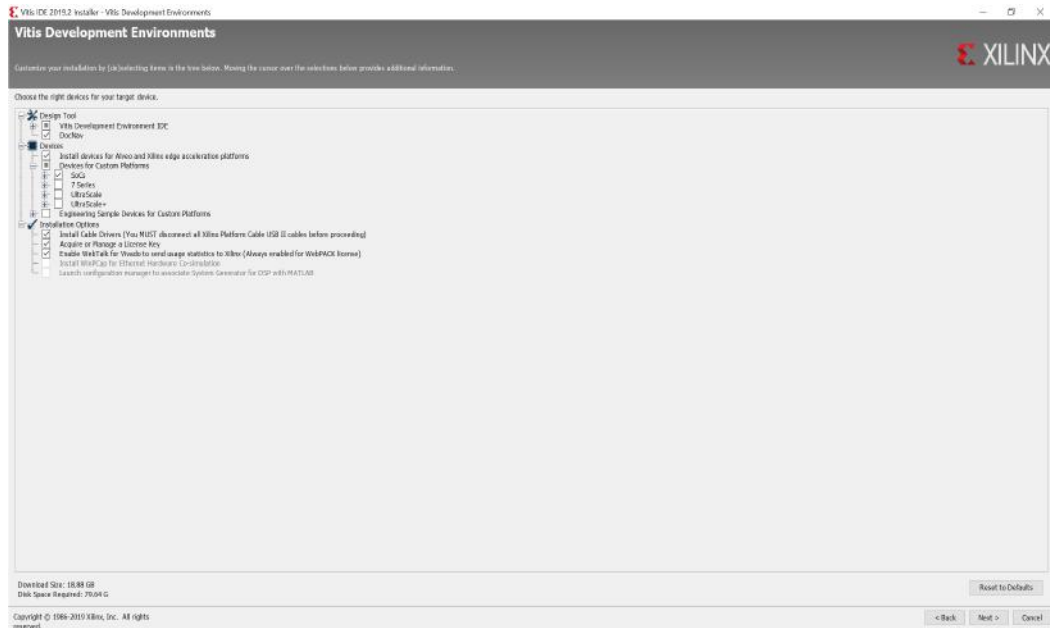 Vitis IDE 2019.2 Installer - Vitis Development Environments
Vitis Development Environments
XILINX
Customize your installation by (de)selecting items in the tree below. Moving the cursor over the selections below provides additional information.
Choose the right devices for your target device.
Design Tool
Vitis Development Environment IDE
DocNav
Devices
Install devices for Alveo and Xilinx edge acceleration platforms
Devices for Custom Platforms
SoCs
7 Series
UltraScale
UltraScale+
Engineering Sample Devices for Custom Platforms
Installation Options
Install Cable Drivers (You MUST disconnect all Xilinx Platform Cable USB II cables before proceeding)
Acquire or Manage a License Key
Enable WebTalk for Vivado to send usage statistics to Xilinx (Always enabled for WebPACK license)
Install WinPCap for Ethernet Hardware Co-simulation
Launch configuration manager to associate System Generator for DSP with MATLAB
Download Size: 18.88 GB
Disk Space Required: 79.64 G
Reset to Defaults
Copyright © 1986-2019 Xilinx, Inc. All rights
reserved.
< Back Next > Cancel